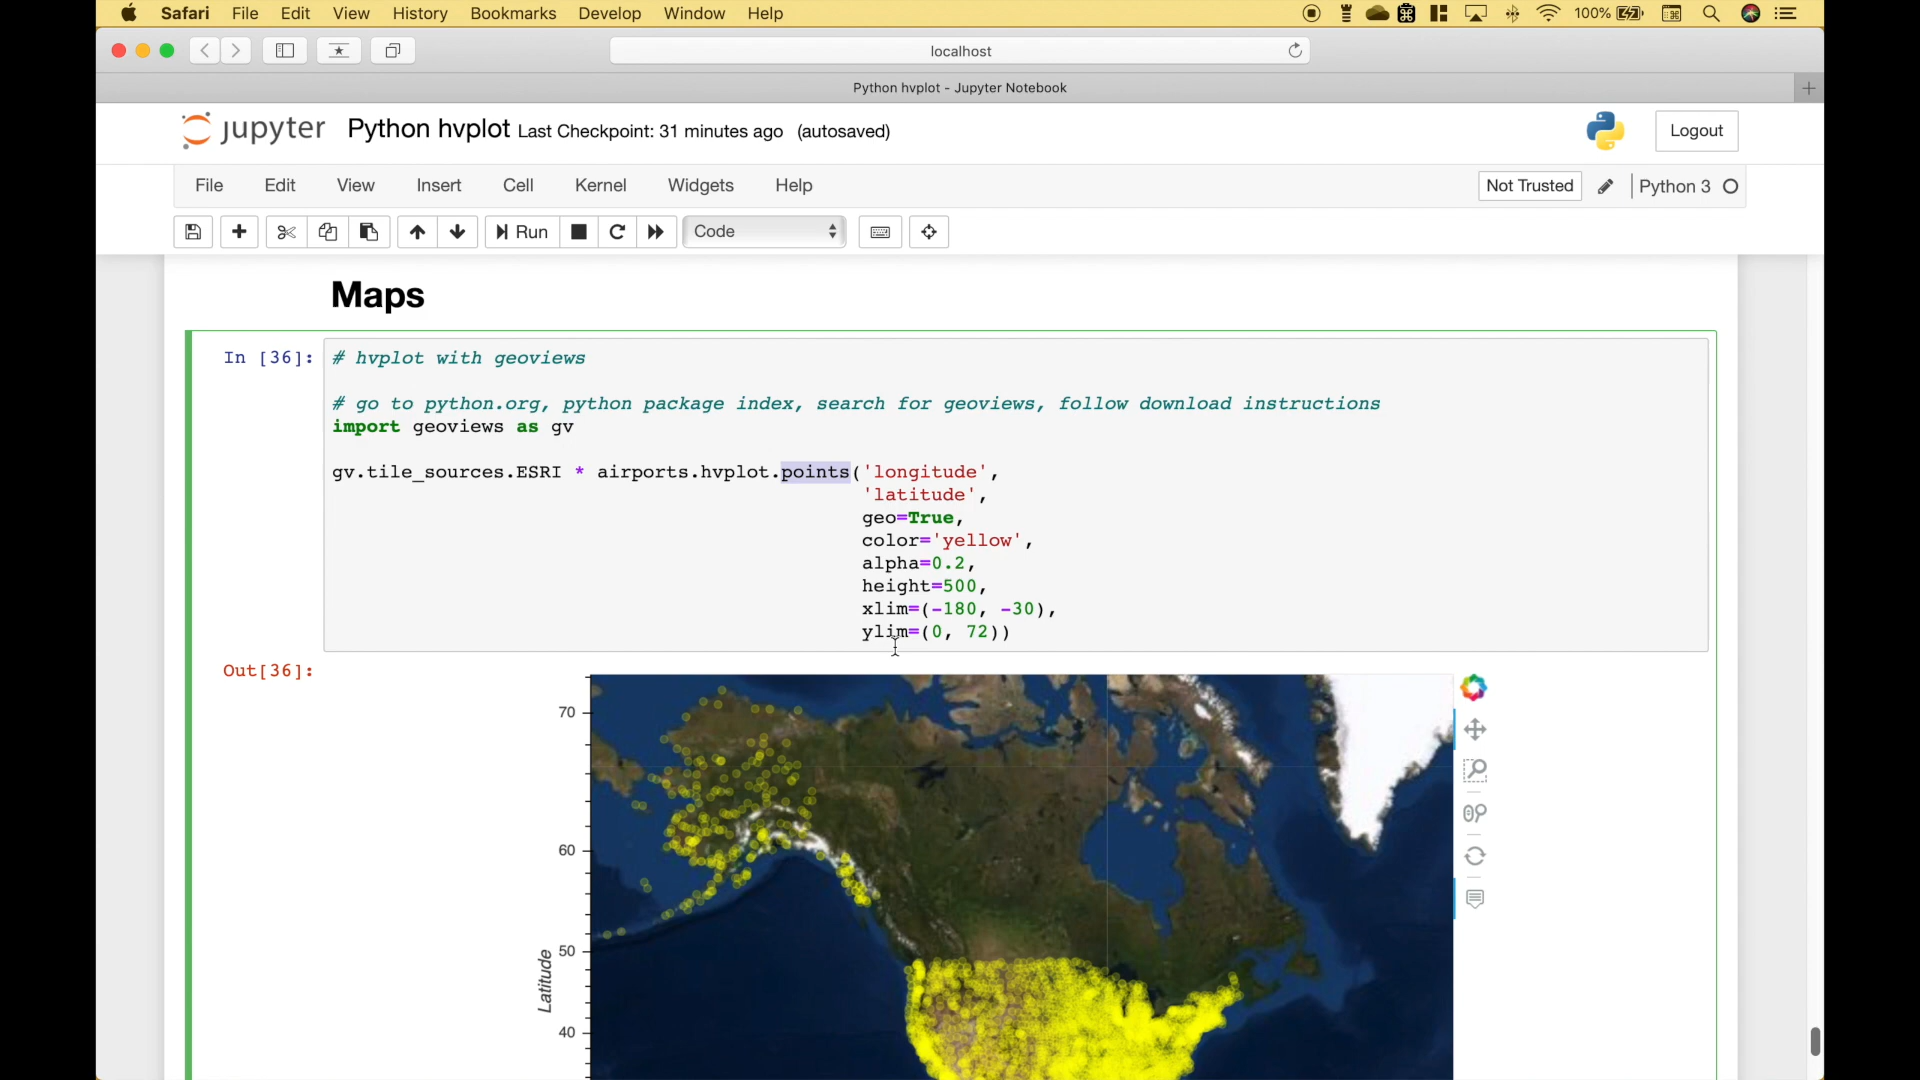 Safari File Edit View History Bookmarks Develop Window Help 100%
localhost
Python hvplot - Jupyter Notebook
jupyter Python hvplot Last Checkpoint: 31 minutes ago (autosaved) Logout
File Edit View Insert Cell Kernel Widgets Help Not Trusted Python 3
Run Code
Maps
In [36]: # hvplot with geoviews
# go to python.org, python package index, search for geoviews, follow download instructions
import geoviews as gv
gv.tile_sources.ESRI * airports.hvplot.points('longitude',
'latitude',
geo=True,
color='yellow',
alpha=0.2,
height=500,
xlim=(-180, -30),
ylim=(0, 72))
Out[36]:
70
60
50
Latitude
40